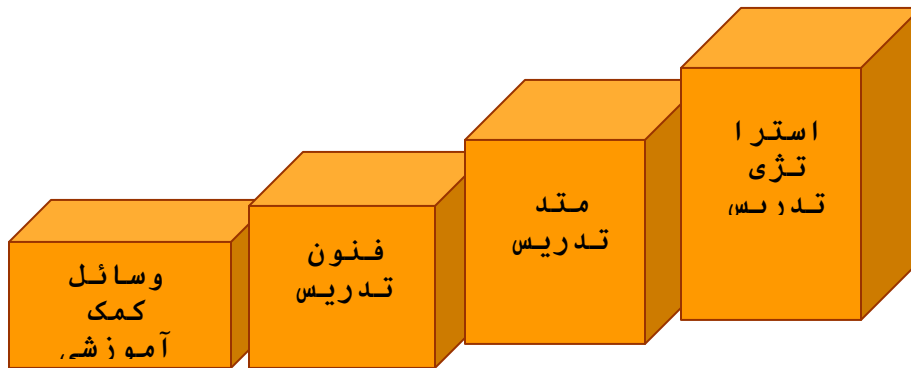 وسائل
کمک
آموزشی
فنون
تدریس
متد
تدریس
استرا
تژی
تدریس